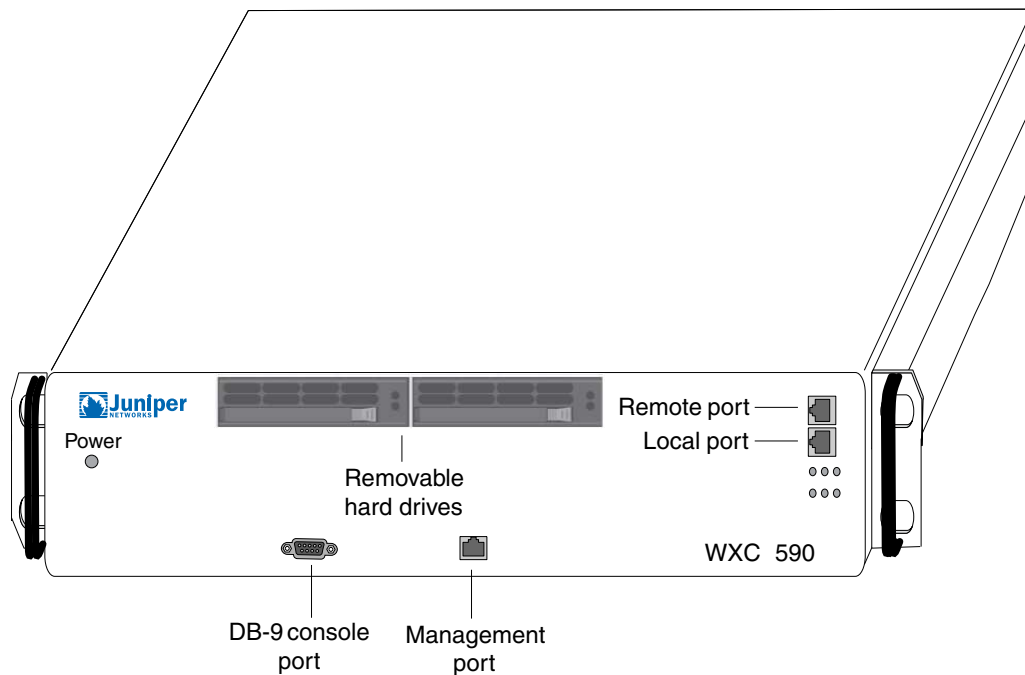 Juniper
NETWORKS
Power
Removable
hard drives
Remote port
Local port
WXC 590
DB-9 console
port
Management
port